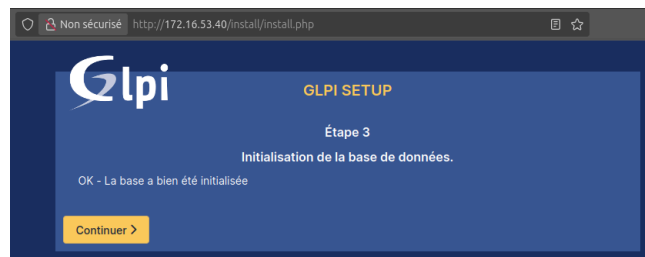 Non sécurisé http://172.16.53.40/install/install.php
Glpi
GLPI SETUP
Étape 3
Initialisation de la base de données.
OK - La base a bien été initialisée
Continuer >